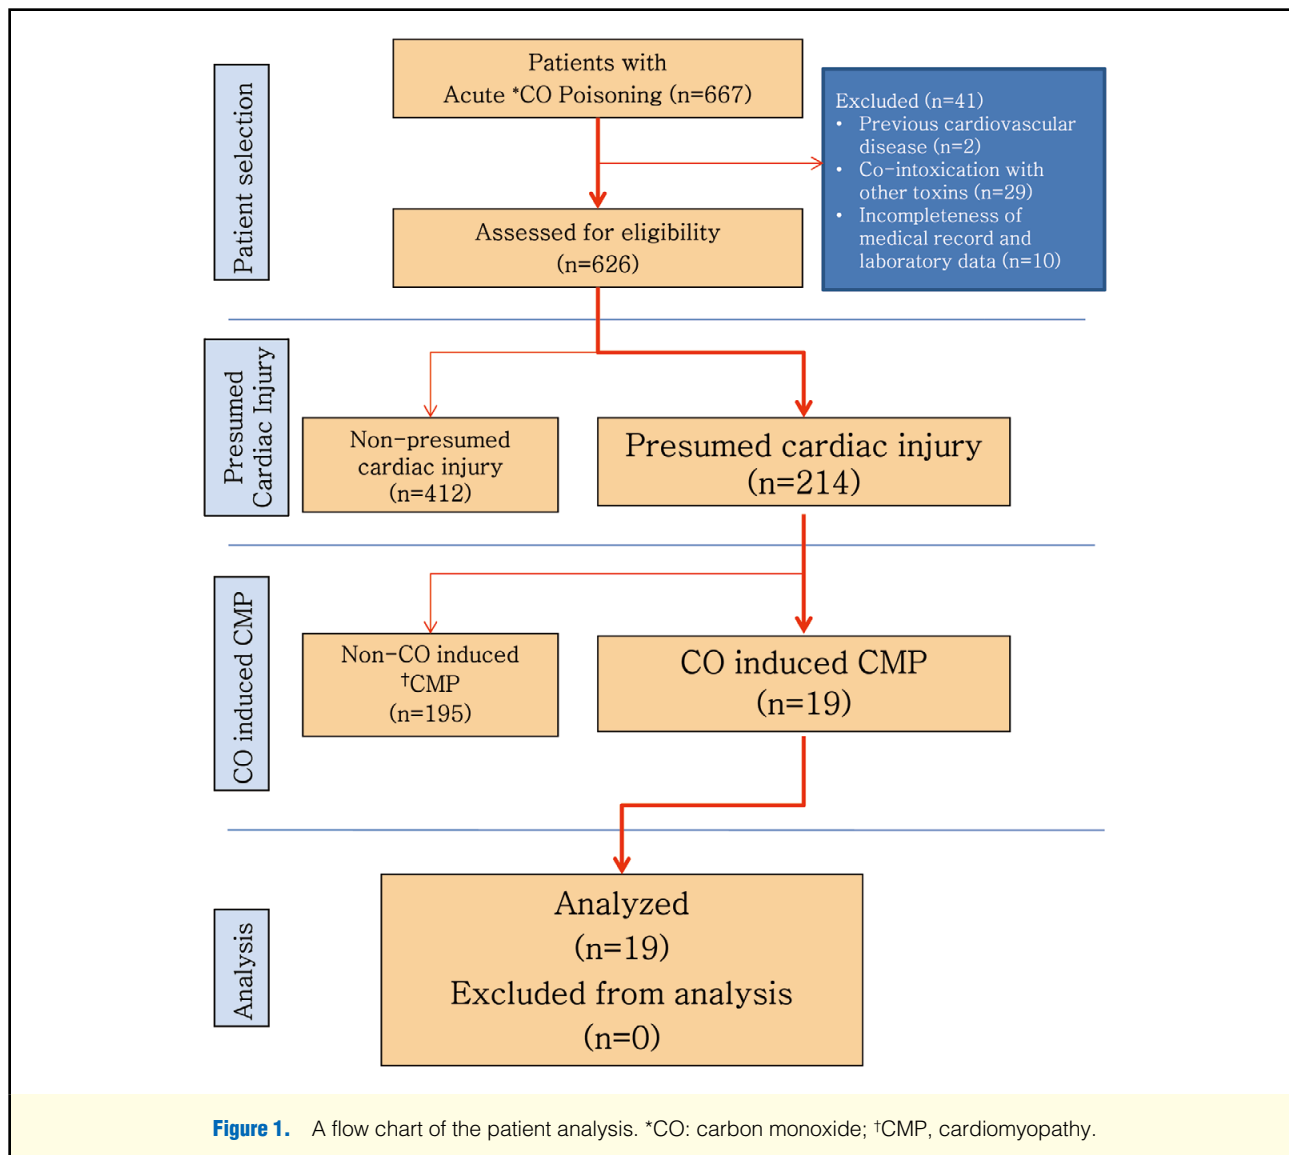 Patient selection
Patients with
Acute *CO Poisoning (n=667)
Excluded (n=41)
• Previous cardiovascular
disease (n=2)
• Co-intoxication with
other toxins (n=29)
• Incompleteness of
medical record and
laboratory data (n=10)
Assessed for eligibility
(n=626)
Presumed
Cardiac Injury
Non-presumed
cardiac injury
(n=412)
Presumed cardiac injury
(n=214)
CO induced CMP
Non-CO induced
†CMP
(n=195)
CO induced CMP
(n=19)
Analysis
Analyzed
(n=19)
Excluded from analysis
(n=0)
Figure 1. A flow chart of the patient analysis. *CO: carbon monoxide; †CMP, cardiomyopathy.